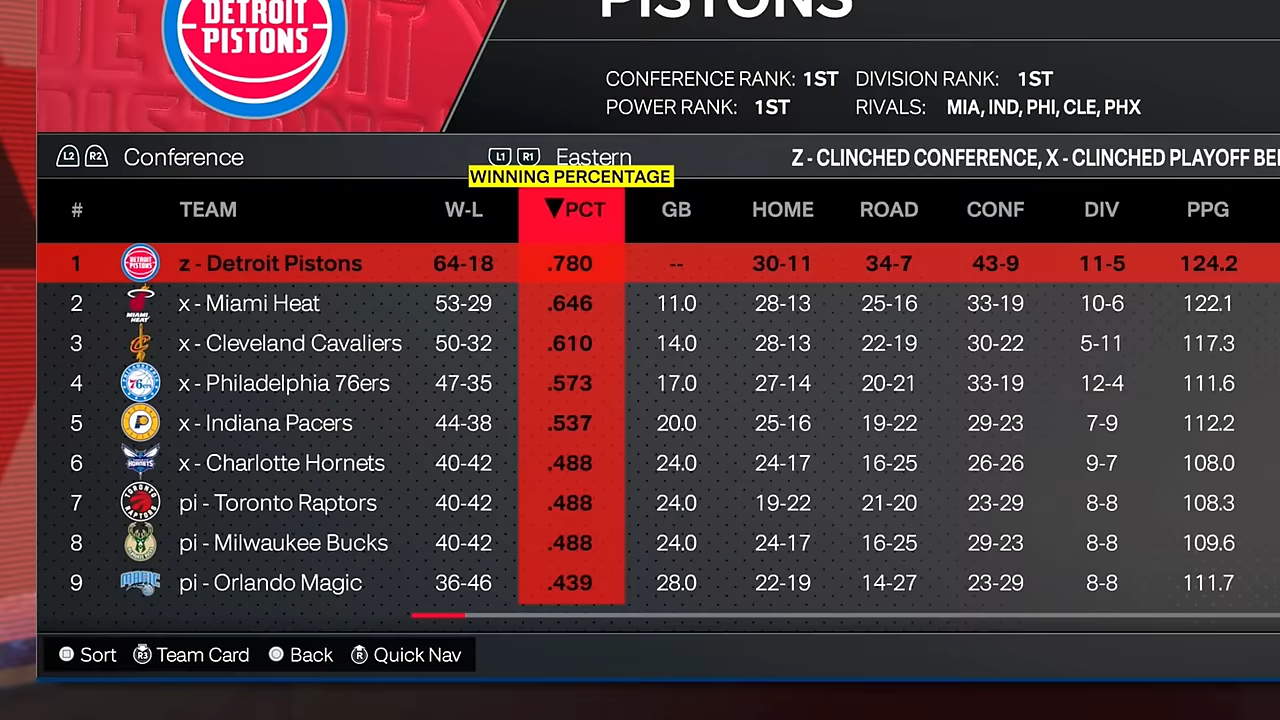 PISTONS
DETROIT
PISTONS
CONFERENCE RANK: 1ST DIVISION RANK: 1ST
POWER RANK: 1ST RIVALS: MIA, IND, PHI, CLE, PHX
L2 R2 Conference L1 R1 Eastern Z - CLINCHED CONFERENCE, X - CLINCHED PLAYOFF BE
WINNING PERCENTAGE
# TEAM W-L ▼PCT GB HOME ROAD CONF DIV PPG
1 z - Detroit Pistons 64-18 .780 -- 30-11 34-7 43-9 11-5 124.2
2 x - Miami Heat 53-29 .646 11.0 28-13 25-16 33-19 10-6 122.1
3 x - Cleveland Cavaliers 50-32 .610 14.0 28-13 22-19 30-22 5-11 117.3
4 x - Philadelphia 76ers 47-35 .573 17.0 27-14 20-21 33-19 12-4 111.6
5 x - Indiana Pacers 44-38 .537 20.0 25-16 19-22 29-23 7-9 112.2
6 x - Charlotte Hornets 40-42 .488 24.0 24-17 16-25 26-26 9-7 108.0
7 pi - Toronto Raptors 40-42 .488 24.0 19-22 21-20 23-29 8-8 108.3
8 pi - Milwaukee Bucks 40-42 .488 24.0 24-17 16-25 29-23 8-8 109.6
9 pi - Orlando Magic 36-46 .439 28.0 22-19 14-27 23-29 8-8 111.7
Sort R3 Team Card Back R Quick Nav